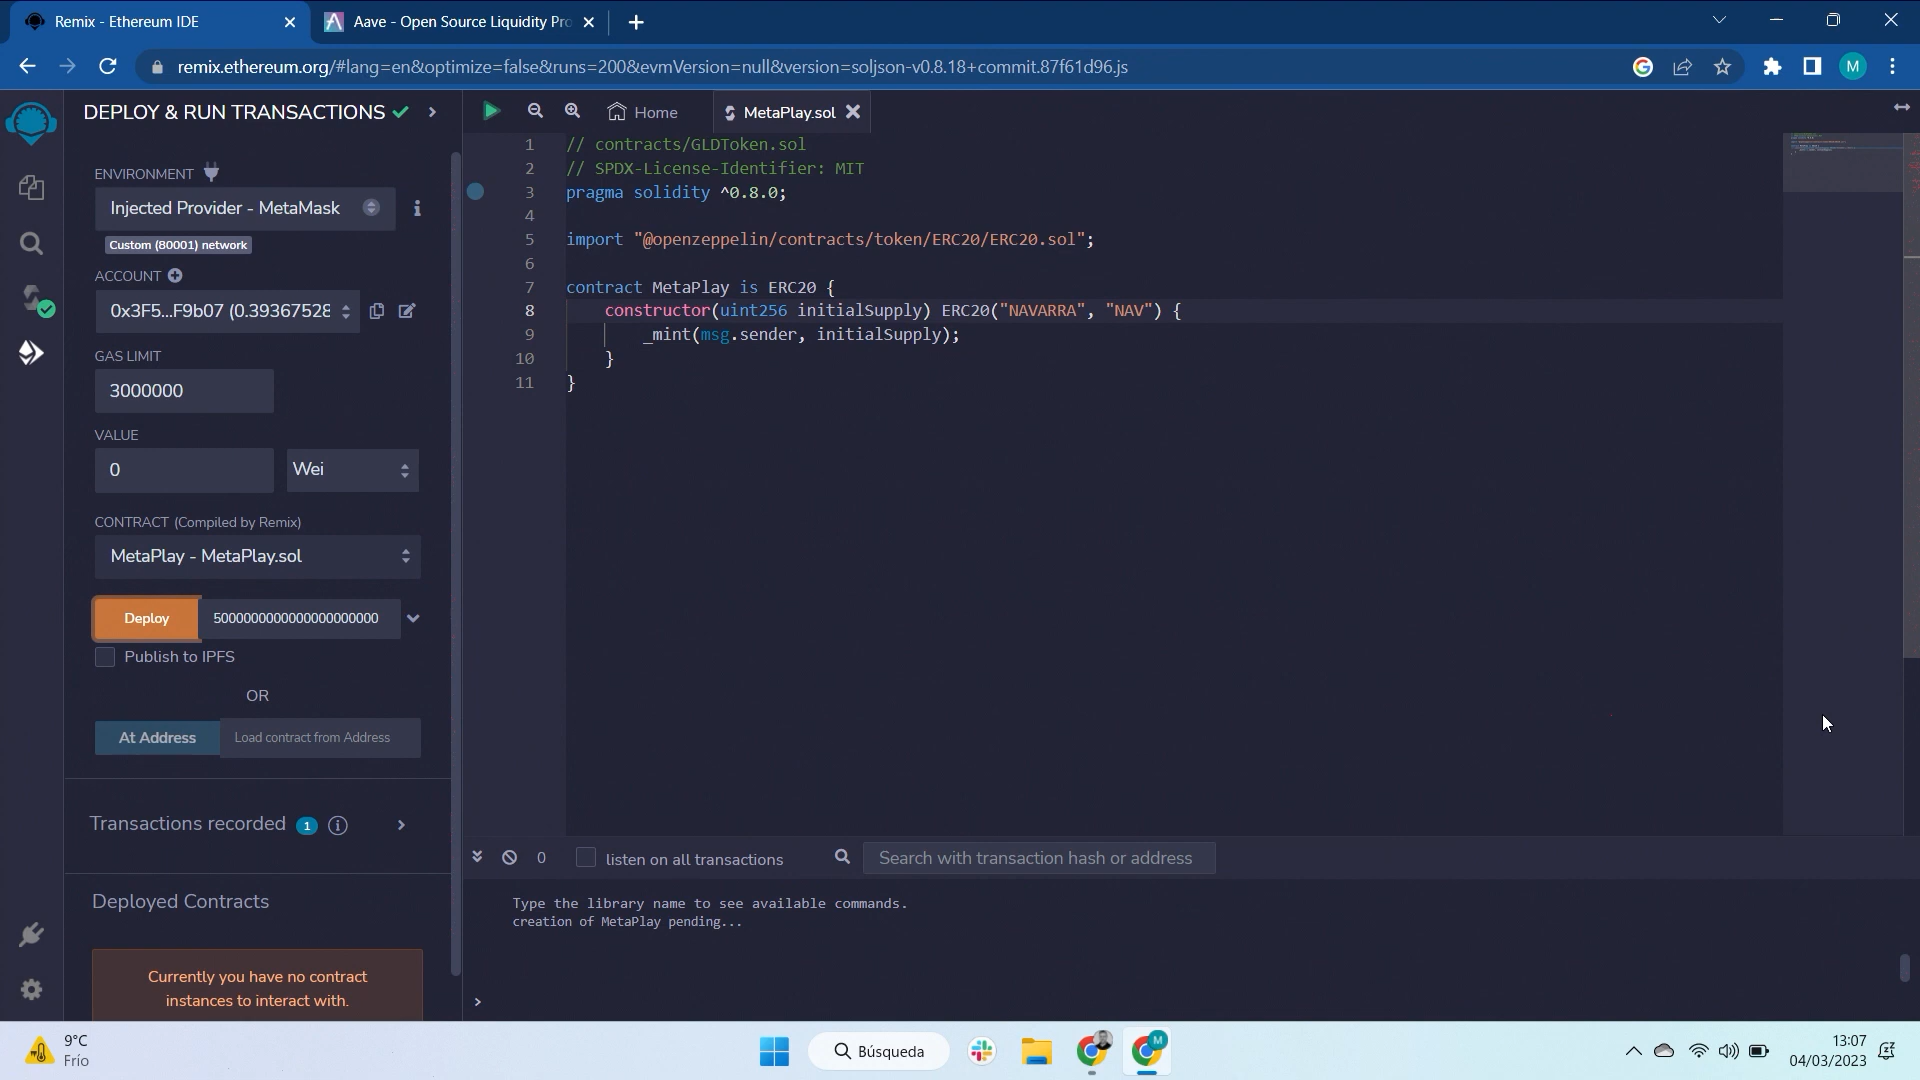 Remix - Ethereum IDE
Aave - Open Source Liquidity Pro
remix.ethereum.org/#lang=en&optimize=false&runs=200&evmVersion=null&version=soljson-v0.8.18+commit.87f61d96.js
M
DEPLOY & RUN TRANSACTIONS
Home
MetaPlay.sol
ENVIRONMENT
Injected Provider - MetaMask
Custom (80001) network
ACCOUNT
0x3F5...F9b07 (0.39367528
GAS LIMIT
3000000
VALUE
0
Wei
CONTRACT (Compiled by Remix)
MetaPlay - MetaPlay.sol
Deploy
Publish to IPFS
OR
At Address
Load contract from Address
Transactions recorded 1
Deployed Contracts
Currently you have no contract
instances to interact with.
1 // contracts/GLDToken.sol
2 // SPDX-License-Identifier: MIT
3 pragma solidity ^0.8.0;
4
5 import "@openzeppelin/contracts/token/ERC20/ERC20.sol";
6
7 contract MetaPlay is ERC20 {
8 constructor(uint256 initialSupply) ERC20("NAVARRA", "NAV") {
9 _mint(msg.sender, initialSupply);
10 }
11 }
0
listen on all transactions
Search with transaction hash or address
Type the library name to see available commands.
creation of MetaPlay pending...
>
9°C
Frío
Búsqueda
M
13:07
04/03/2023